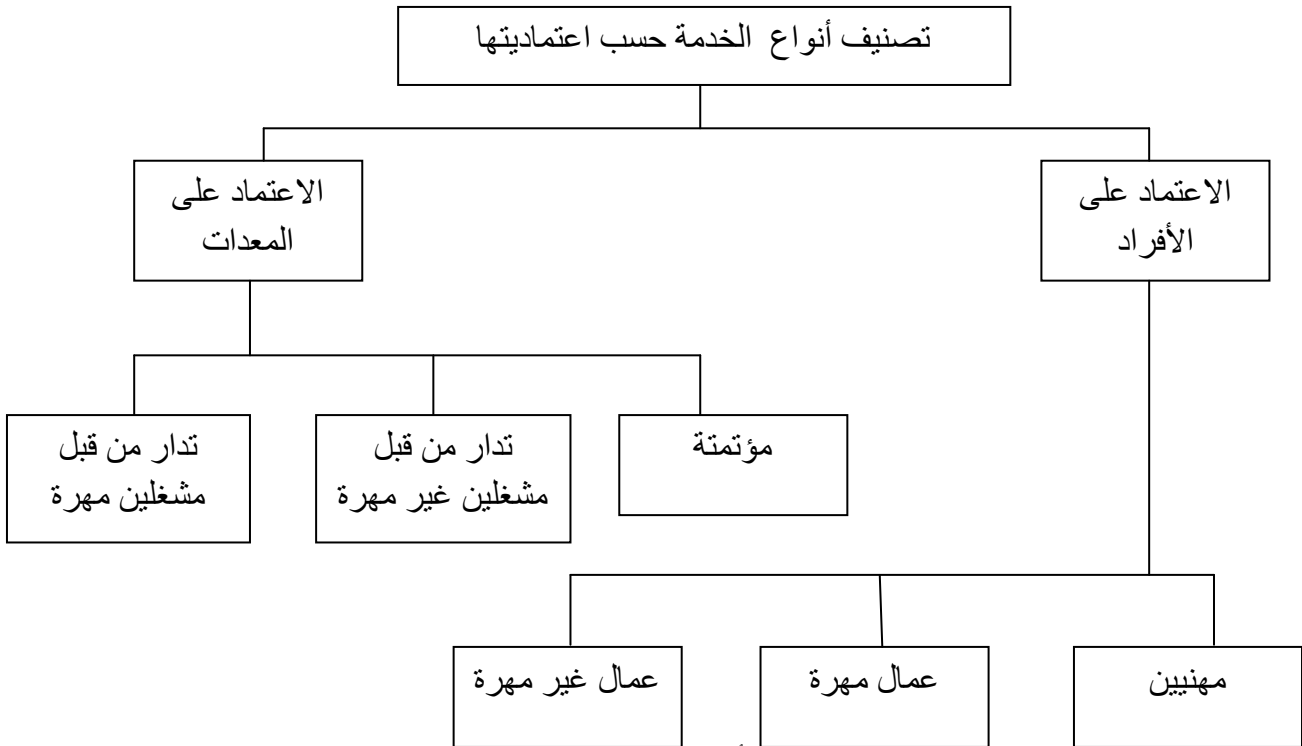 تصنيف أنواع الخدمة حسب اعتماديتها
الاعتماد على
الأفراد
الاعتماد على
المعدات
مؤتمتة
تدار من قبل
مشغلين غير مهرة
تدار من قبل
مشغلين مهرة
مهنيين
عمال مهرة
عمال غير مهرة